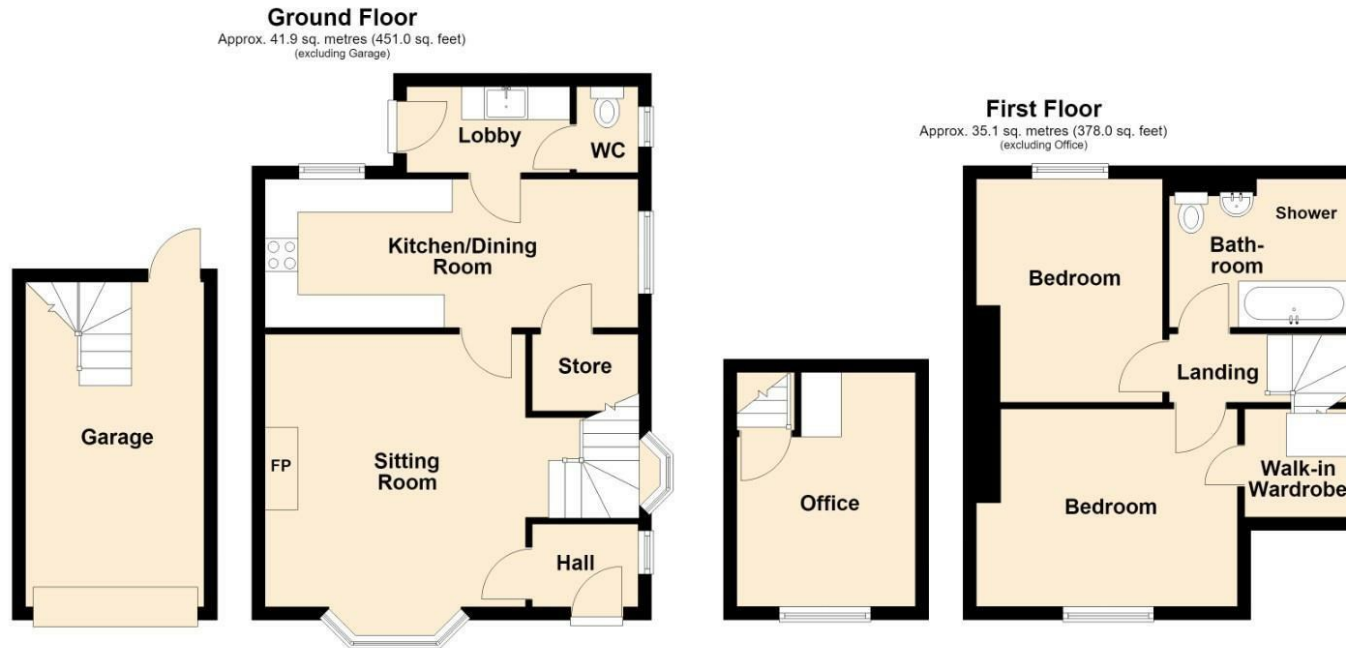 Ground Floor
Approx. 41.9 sq. metres (451.0 sq. feet)
(excluding Garage)
Lobby
WC
Kitchen/Dining
Room
Store
Garage
FP
Sitting
Room
Hall
First Floor
Approx. 35.1 sq. metres (378.0 sq. feet)
(excluding Office)
Shower
Bath-
room
Bedroom
Landing
Office
Bedroom
Walk-in
Wardrobe